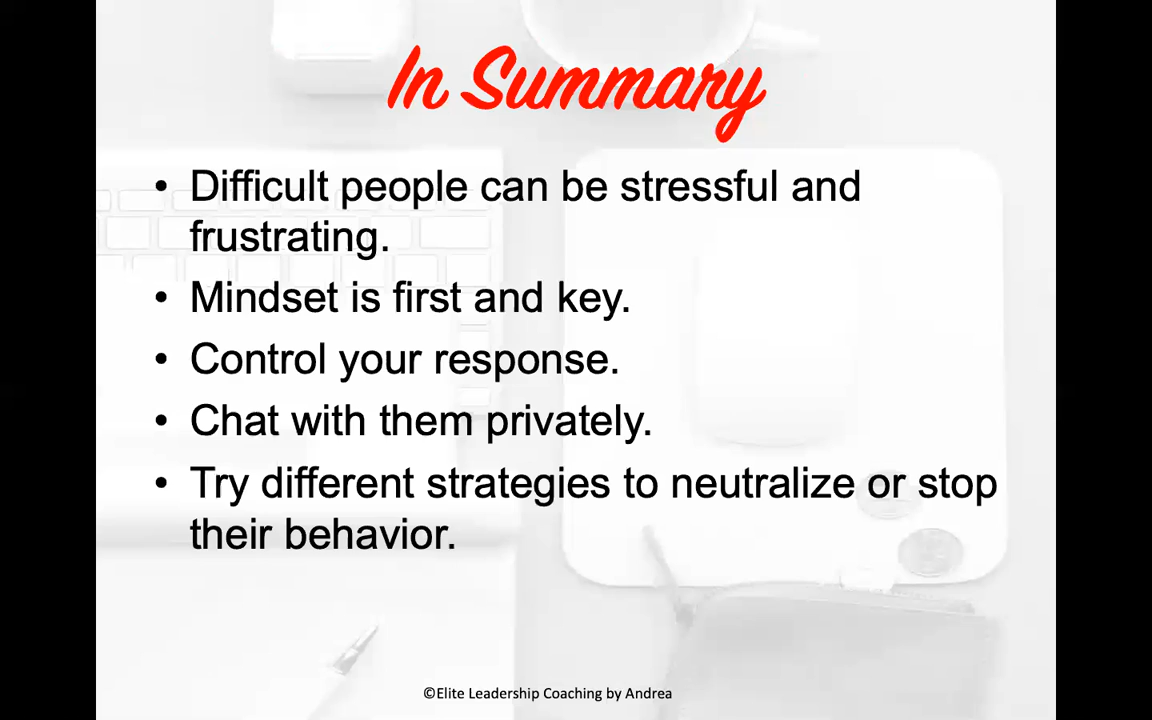 In Summary
• Difficult people can be stressful and
frustrating.
• Mindset is first and key.
• Control your response.
• Chat with them privately.
• Try different strategies to neutralize or stop
their behavior.
©Elite Leadership Coaching by Andrea